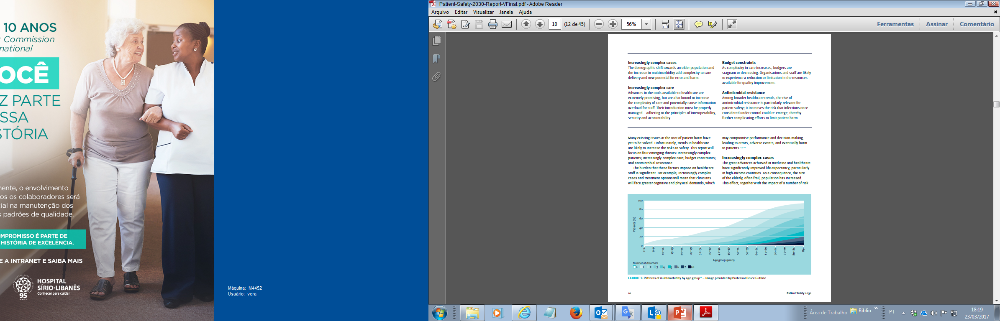 10 ANOS
Commission
national
OCÊ
Z PARTE
SSA
STÓRIA
mente, o envolvimento
os os colaboradores será
cial na manutenção dos
s padrões de qualidade.
OMPROMISSO É PARTE DE
HISTÓRIA DE EXCELÊNCIA.
E A INTRANET E SAIBA MAIS
HOSPITAL
SÍRIO-LIBANÊS
Conhecer para cuidar
95
ANOS
Máquina: M4452
Usuário: vera
Patient-Safety-2030-Report-VFinal.pdf - Adobe Reader
Arquivo Editar Visualizar Janela Ajuda
10 (12 de 45) 56% Ferramentas Assinar Comentário
Increasingly complex cases
The demographic shift towards an older population and
the increase in multimorbidity add complexity to care
delivery and new potential for error and harm.
Increasingly complex care
Advances in the tools available to healthcare are
extremely promising, but are also bound to increase
the complexity of care and potentially cause information
overload for staff. Their introduction must be properly
managed – adhering to the principles of interoperability,
security and accountability.
Budget constraints
As complexity in care increases, budgets are
stagnant or decreasing. Organisations and staff are likely
to experience a reduction or limitation in the resources
available for quality improvement.
Antimicrobial resistance
Among broader healthcare trends, the rise of
antimicrobial resistance is particularly relevant for
patient safety; it increases the risk that infections once
considered under control could re-emerge, thereby
further complicating efforts to limit patient harm.
Many existing issues at the root of patient harm have
yet to be solved. Unfortunately, trends in healthcare
are likely to increase the risks to safety. This report will
focus on four emerging threats: increasingly complex
patients; increasingly complex care; budget constraints;
and antimicrobial resistance.
The burden that these factors impose on healthcare
staff is significant. For example, increasingly complex
cases and treatment options will mean that clinicians
will face greater cognitive and physical demands, which
may compromise performance and decision-making,
leading to errors, adverse events, and eventually harm
to patients.
Increasingly complex cases
The great advances achieved in medicine and healthcare
have significantly improved life expectancy, particularly
in high-income countries. As a consequence, the size
of the elderly, often frail, population has increased.
This effect, together with the impact of a number of risk
Patients (%)
100
80
60
40
20
0
0–4 5–9 10–14 15–19 20–24 25–29 30–34 35–39 40–44 45–49 50–54 55–59 60–64 65–69 70–74 75–79 80–84 85+
Age group (years)
Number of disorders
0 1 2 3 4 5 6 7 ≥8
EXHIBIT 3: Patterns of multimorbidity by age group – Image provided by Professor Bruce Guthrie
10 Patient Safety 2030
Área de Trabalho Biblio » PT 18:19
23/03/2017